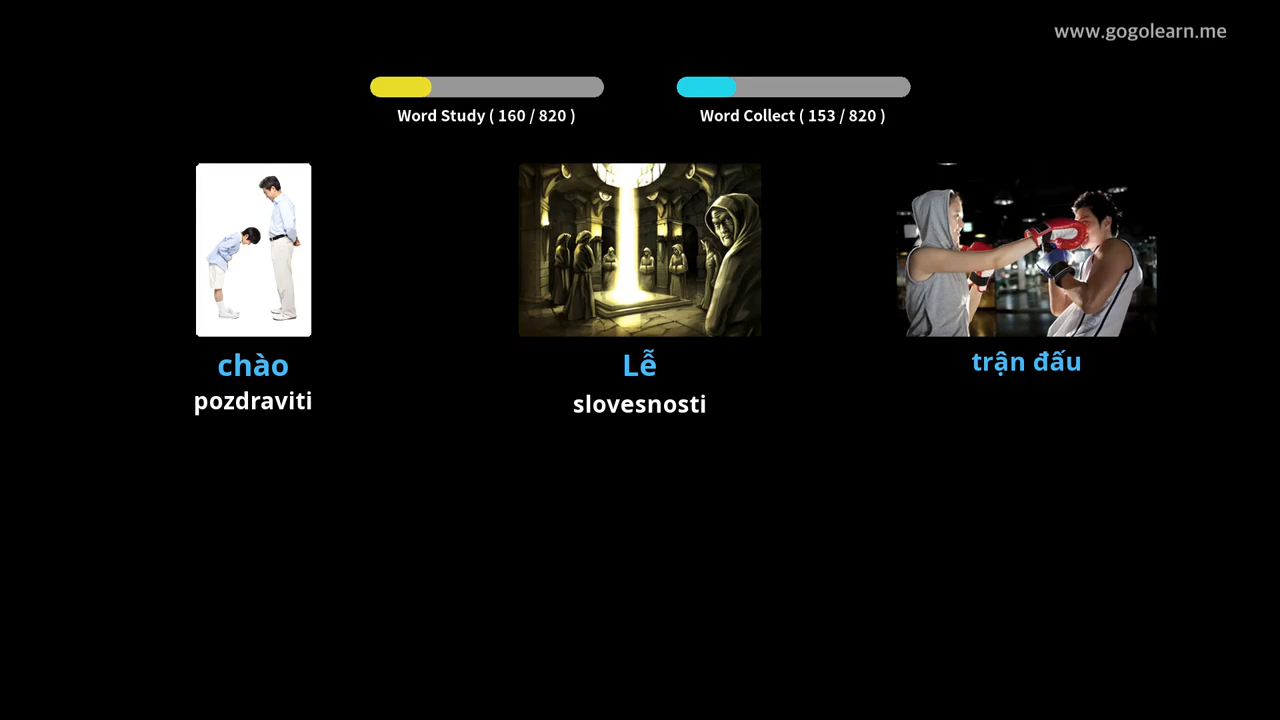 www.gogolearn.me
Word Study ( 160 / 820 )
Word Collect ( 153 / 820 )
chào
pozdraviti
Lễ
slovesnosti
trận đấu